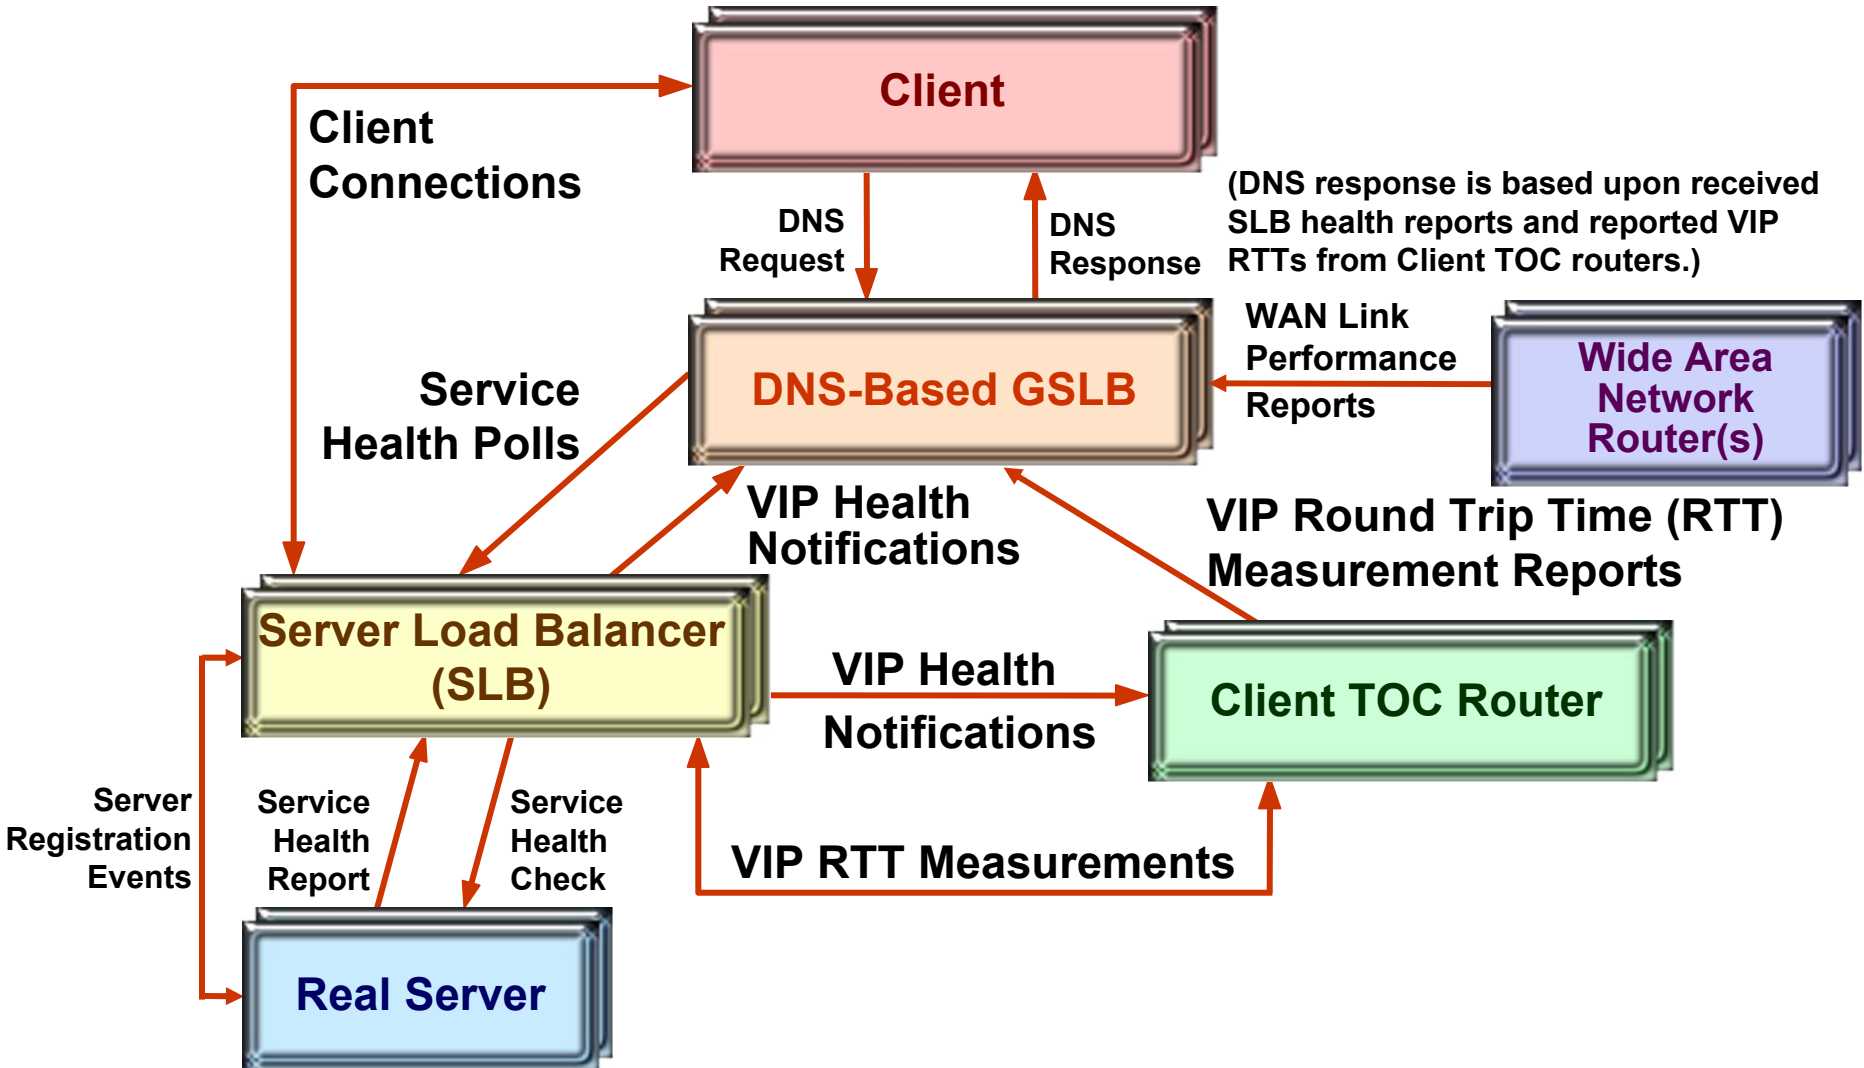 Client
Client
Connections
(DNS response is based upon received
SLB health reports and reported VIP
RTTs from Client TOC routers.)
DNS
Request
DNS
Response
WAN Link
Performance
Reports
Wide Area
Network
Router(s)
DNS-Based GSLB
Service
Health Polls
VIP Health
Notifications
VIP Round Trip Time (RTT)
Measurement Reports
Server Load Balancer
(SLB)
VIP Health
Notifications
Client TOC Router
Server
Registration
Events
Service
Health
Report
Service
Health
Check
VIP RTT Measurements
Real Server